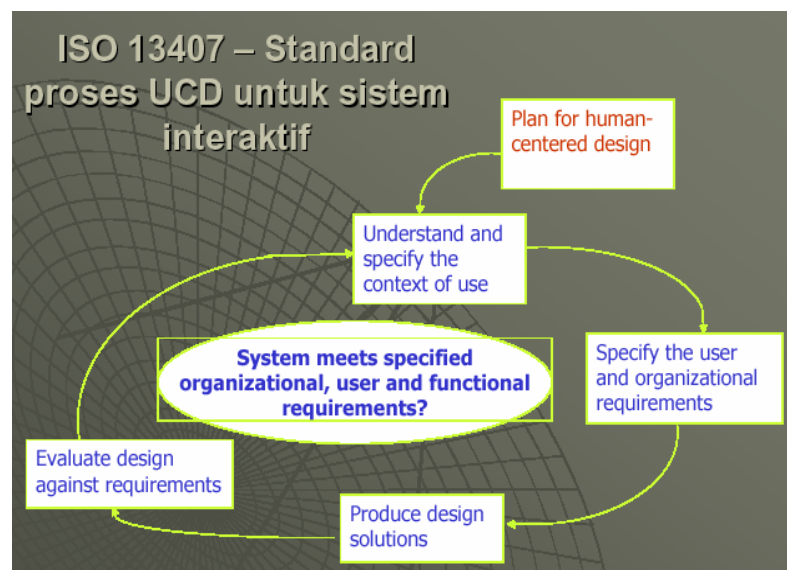 ISO 13407 – Standard
proses UCD untuk sistem
interaktif
Plan for human-
centered design
Understand and
specify the
context of use
Specify the user
and organizational
requirements
System meets specified
organizational, user and functional
requirements?
Evaluate design
against requirements
Produce design
solutions